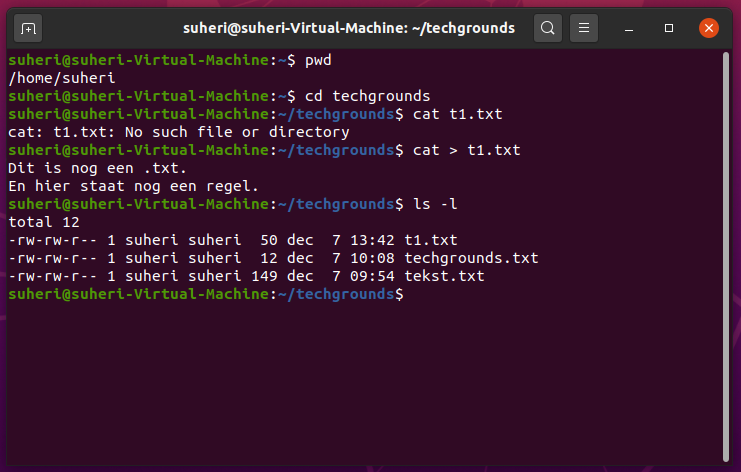 suheri@suheri-Virtual-Machine: ~/techgrounds
suheri@suheri-Virtual-Machine:~$ pwd
/home/suheri
suheri@suheri-Virtual-Machine:~$ cd techgrounds
suheri@suheri-Virtual-Machine:~/techgrounds$ cat t1.txt
cat: t1.txt: No such file or directory
suheri@suheri-Virtual-Machine:~/techgrounds$ cat > t1.txt
Dit is nog een .txt.
En hier staat nog een regel.
suheri@suheri-Virtual-Machine:~/techgrounds$ ls -l
total 12
-rw-rw-r-- 1 suheri suheri  50 dec  7 13:42 t1.txt
-rw-rw-r-- 1 suheri suheri  12 dec  7 10:08 techgrounds.txt
-rw-rw-r-- 1 suheri suheri 149 dec  7 09:54 tekst.txt
suheri@suheri-Virtual-Machine:~/techgrounds$